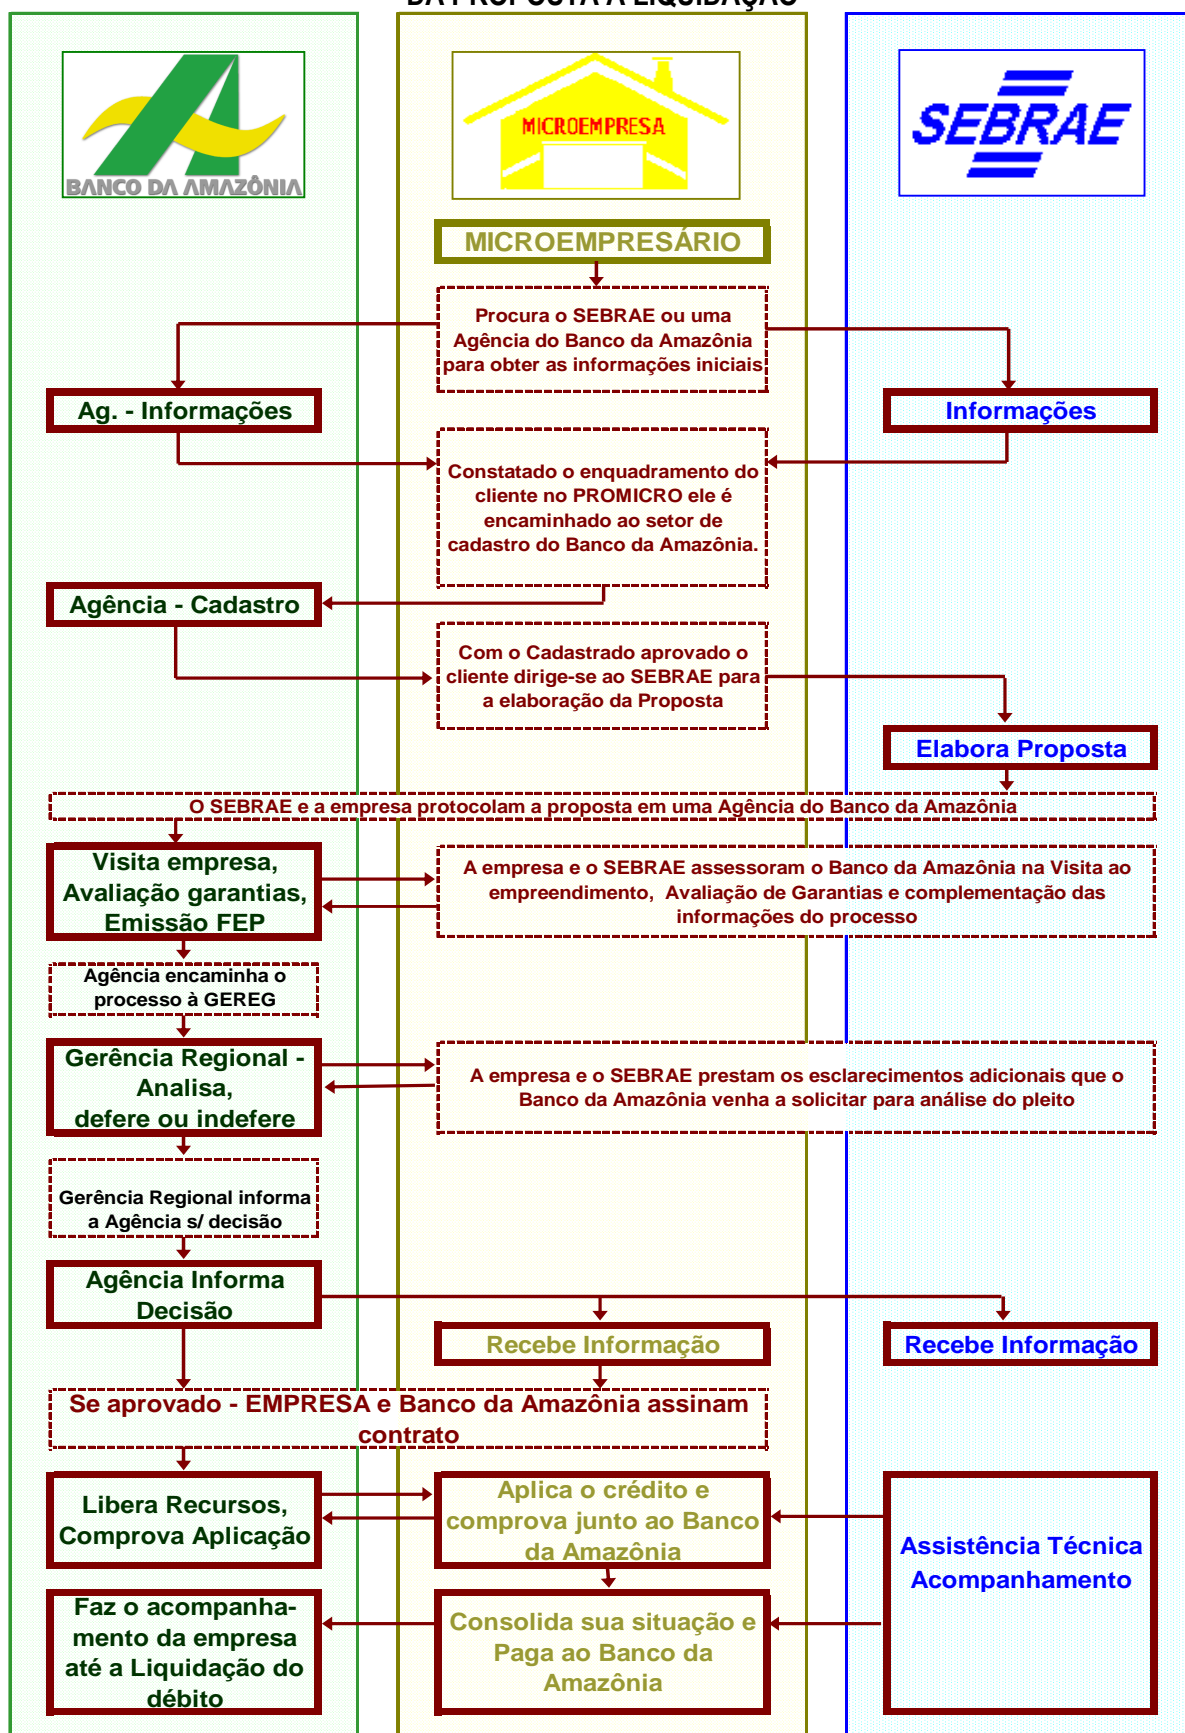 DA PROPOSTA À LIQUIDAÇÃO
BANCO DA AMAZÔNIA
MICROEMPRESA
SEBRAE
MICROEMPRESÁRIO
Procura o SEBRAE ou uma
Agência do Banco da Amazônia
para obter as informações iniciais
Ag. - Informações
Informações
Constatado o enquadramento do
cliente no PROMICRO ele é
encaminhado ao setor de
cadastro do Banco da Amazônia.
Agência - Cadastro
Com o Cadastrado aprovado o
cliente dirige-se ao SEBRAE para
a elaboração da Proposta
Elabora Proposta
O SEBRAE e a empresa protocolam a proposta em uma Agência do Banco da Amazônia
Visita empresa,
Avaliação garantias,
Emissão FEP
A empresa e o SEBRAE assessoram o Banco da Amazônia na Visita ao
empreendimento, Avaliação de Garantias e complementação das
informações do processo
Agência encaminha o
processo à GEREG
Gerência Regional -
Analisa,
defere ou indefere
A empresa e o SEBRAE prestam os esclarecimentos adicionais que o
Banco da Amazônia venha a solicitar para análise do pleito
Gerência Regional informa
a Agência s/ decisão
Agência Informa
Decisão
Recebe Informação
Recebe Informação
Se aprovado - EMPRESA e Banco da Amazônia assinam
contrato
Libera Recursos,
Comprova Aplicação
Aplica o crédito e
comprova junto ao Banco
da Amazônia
Assistência Técnica
Acompanhamento
Faz o acompanha-
mento da empresa
até a Liquidação do
débito
Consolida sua situação e
Paga ao Banco da
Amazônia